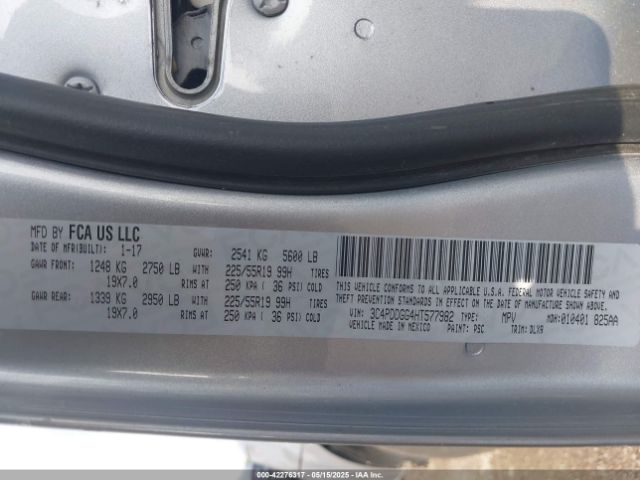 MFD BY FCA US LLC
DATE OF MFR(BUILT): 1-17 GVWR: 2541 KG 5600 LB
GAWR FRONT: 1248 KG 2750 LB WITH 225/55R19 99H TIRES
19X7.0 RIMS AT 250 KPA ( 36 PSI) COLD
GAWR REAR: 1339 KG 2950 LB WITH 225/55R19 99H TIRES
19X7.0 RIMS AT 250 KPA ( 36 PSI) COLD
THIS VEHICLE CONFORMS TO ALL APPLICABLE U.S.A. FEDERAL MOTOR VEHICLE SAFETY AND
THEFT PREVENTION STANDARDS IN EFFECT ON THE DATE OF MANUFACTURE SHOWN ABOVE.
VIN: 3C4PDDGG4HT577982 TYPE: MPV MDH:010401 825AA
VEHICLE MADE IN MEXICO PAINT: PSC TRIM: DLX9
000-42276317 - 05/15/2025 - IAAI.COM